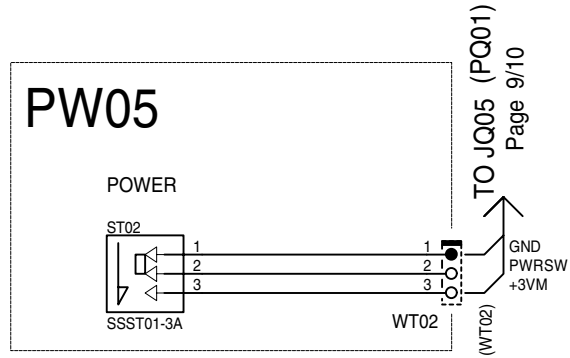 TO JQ05 (PQ01)
Page 9/10
PW05
POWER
ST02
1 1 GND
2 2 PWRSW
3 3 +3VM
SSST01-3A
WT02
(WT02)